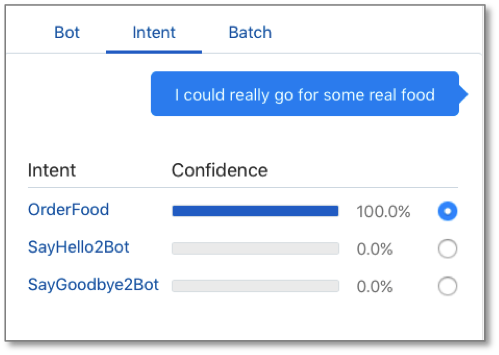 Bot Intent Batch
I could really go for some real food
Intent Confidence
OrderFood 100.0%
SayHello2Bot 0.0%
SayGoodbye2Bot 0.0%